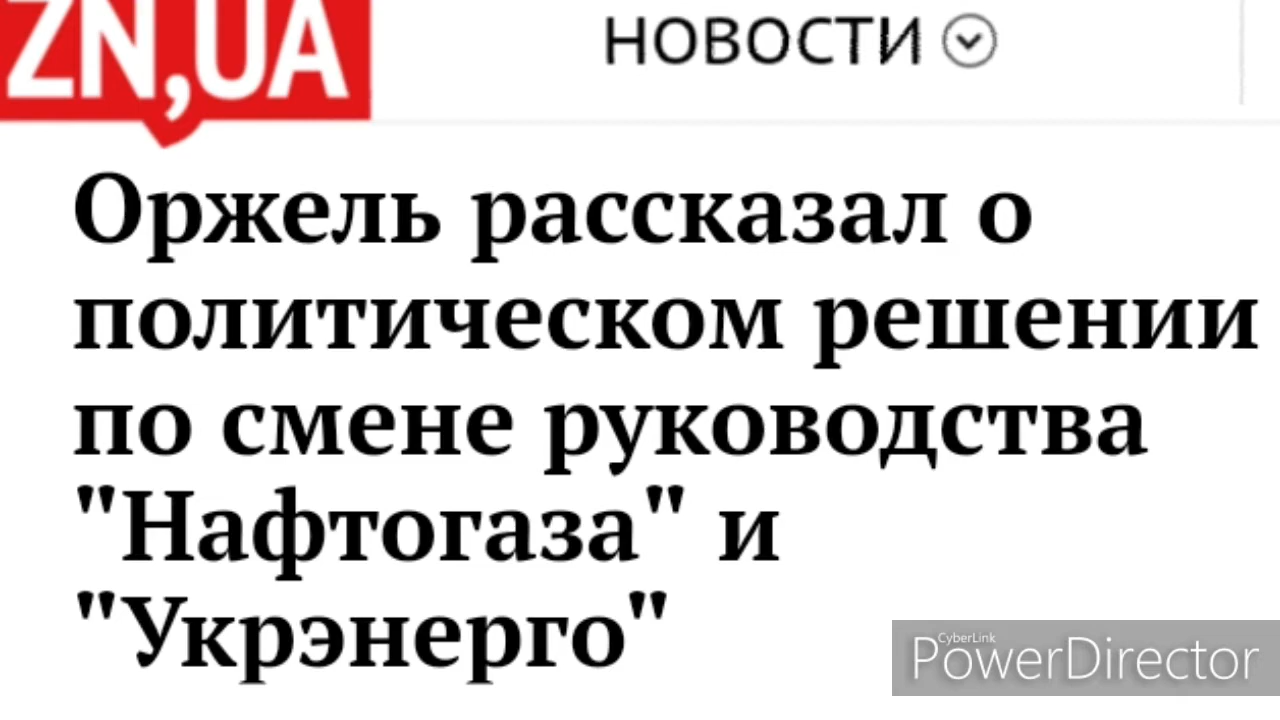 ZN,UA
НОВОСТИ
Оржель рассказал о
политическом решении
по смене руководства
"Нафтогаза" и
"Укрэнерго"
CyberLink
PowerDirector